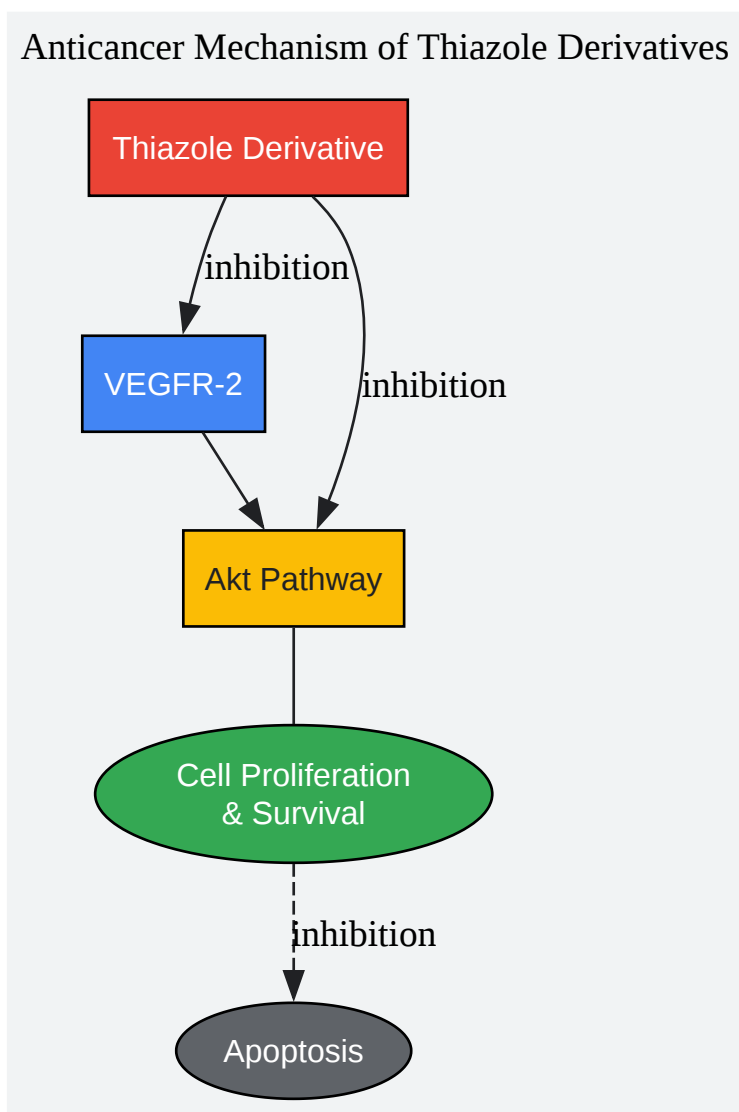 Anticancer Mechanism of Thiazole Derivatives
Thiazole Derivative
inhibition
VEGFR-2
inhibition
Akt Pathway
Cell Proliferation
& Survival
inhibition
Apoptosis